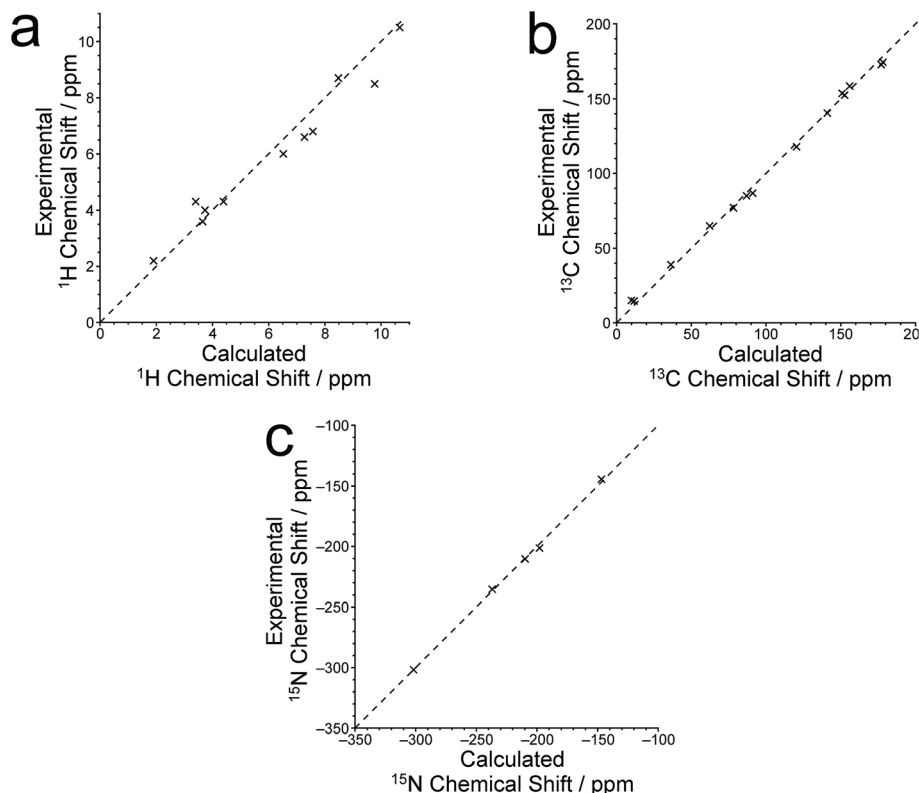 a
Experimental
¹H Chemical Shift / ppm
10
8
6
4
2
0
0 2 4 6 8 10
Calculated
¹H Chemical Shift / ppm
b
Experimental
¹³C Chemical Shift / ppm
200
150
100
50
0
0 50 100 150 20
Calculated
¹³C Chemical Shift / ppm
c
Experimental
¹⁵N Chemical Shift / ppm
–100
–150
–200
–250
–300
–350
–350 –300 –250 –200 –150 –100
Calculated
¹⁵N Chemical Shift / ppm